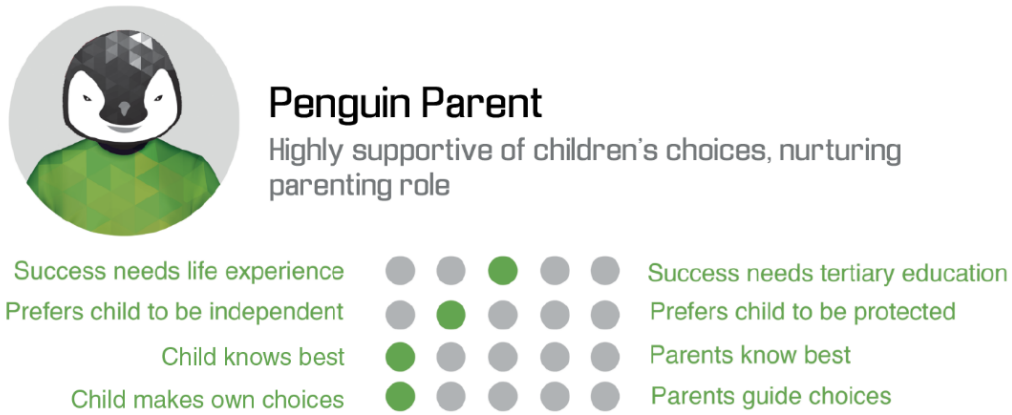 Penguin Parent
Highly supportive of children's choices, nurturing
parenting role
Success needs life experience
Success needs tertiary education
Prefers child to be independent
Prefers child to be protected
Child knows best
Parents know best
Child makes own choices
Parents guide choices